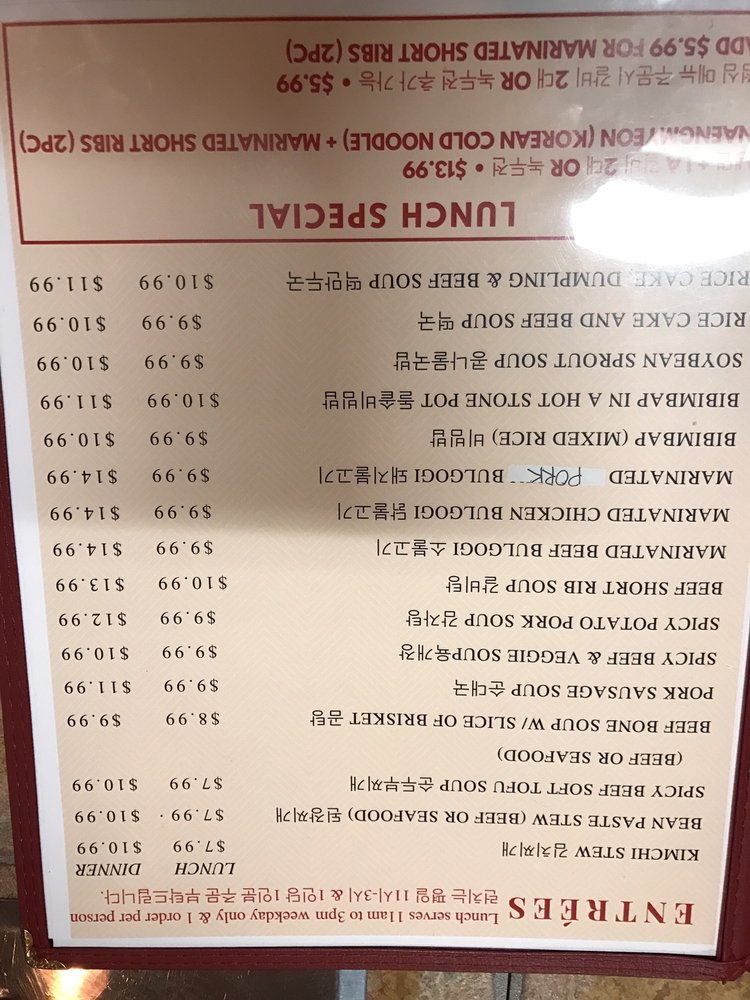 ENTRÉES Lunch serves 11am to 3pm weekday only & 1 order per person
런치는 평일 11시-3시 & 1인당 1인분 주문 부탁드립니다.
LUNCH DINNER
KIMCHI STEW 김치찌개 $7.99 $10.99
BEAN PASTE STEW (BEEF OR SEAFOOD) 된장찌개 $7.99 $10.99
SPICY BEEF SOFT TOFU SOUP 순두부찌개 $7.99 $10.99
(BEEF OR SEAFOOD)
BEEF BONE SOUP W/ SLICE OF BRISKET 곰탕 $8.99 $9.99
PORK SAUSAGE SOUP 순대국 $9.99 $11.99
SPICY BEEF & VEGGIE SOUP육개장 $9.99 $10.99
SPICY POTATO PORK SOUP 감자탕 $9.99 $12.99
BEEF SHORT RIB SOUP 갈비탕 $10.99 $13.99
MARINATED BEEF BULGOGI 소불고기 $9.99 $14.99
MARINATED CHICKEN BULGOGI 닭불고기 $9.99 $14.99
MARINATED PORK BULGOGI 돼지불고기 $9.99 $14.99
BIBIMBAP (MIXED RICE) 비빔밥 $9.99 $10.99
BIBIMBAP IN A HOT STONE POT 돌솥비빔밥 $10.99 $11.99
SOYBEAN SPROUT SOUP 콩나물국밥 $9.99 $10.99
RICE CAKE AND BEEF SOUP 떡국 $9.99 $10.99
RICE CAKE, DUMPLING & BEEF SOUP 떡만두국 $10.99 $11.99
LUNCH SPECIAL
2대 OR 녹두전 • $13.99
NAENGMYEON (KOREAN COLD NOODLE) + MARINATED SHORT RIBS (2PC)
메뉴 주문시 갈비 2대 OR 녹두전 추가 가능 • $5.99
ADD $5.99 FOR MARINATED SHORT RIBS (2PC)